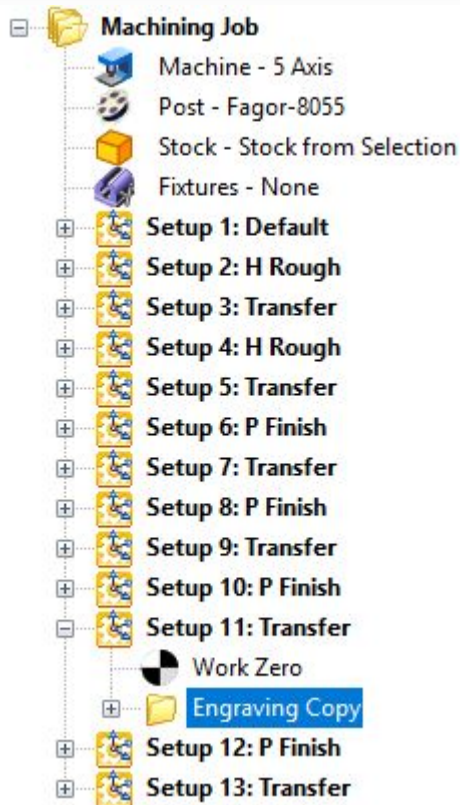 Machining Job
Machine - 5 Axis
Post - Fagor-8055
Stock - Stock from Selection
Fixtures - None
Setup 1: Default
Setup 2: H Rough
Setup 3: Transfer
Setup 4: H Rough
Setup 5: Transfer
Setup 6: P Finish
Setup 7: Transfer
Setup 8: P Finish
Setup 9: Transfer
Setup 10: P Finish
Setup 11: Transfer
Work Zero
Engraving Copy
Setup 12: P Finish
Setup 13: Transfer